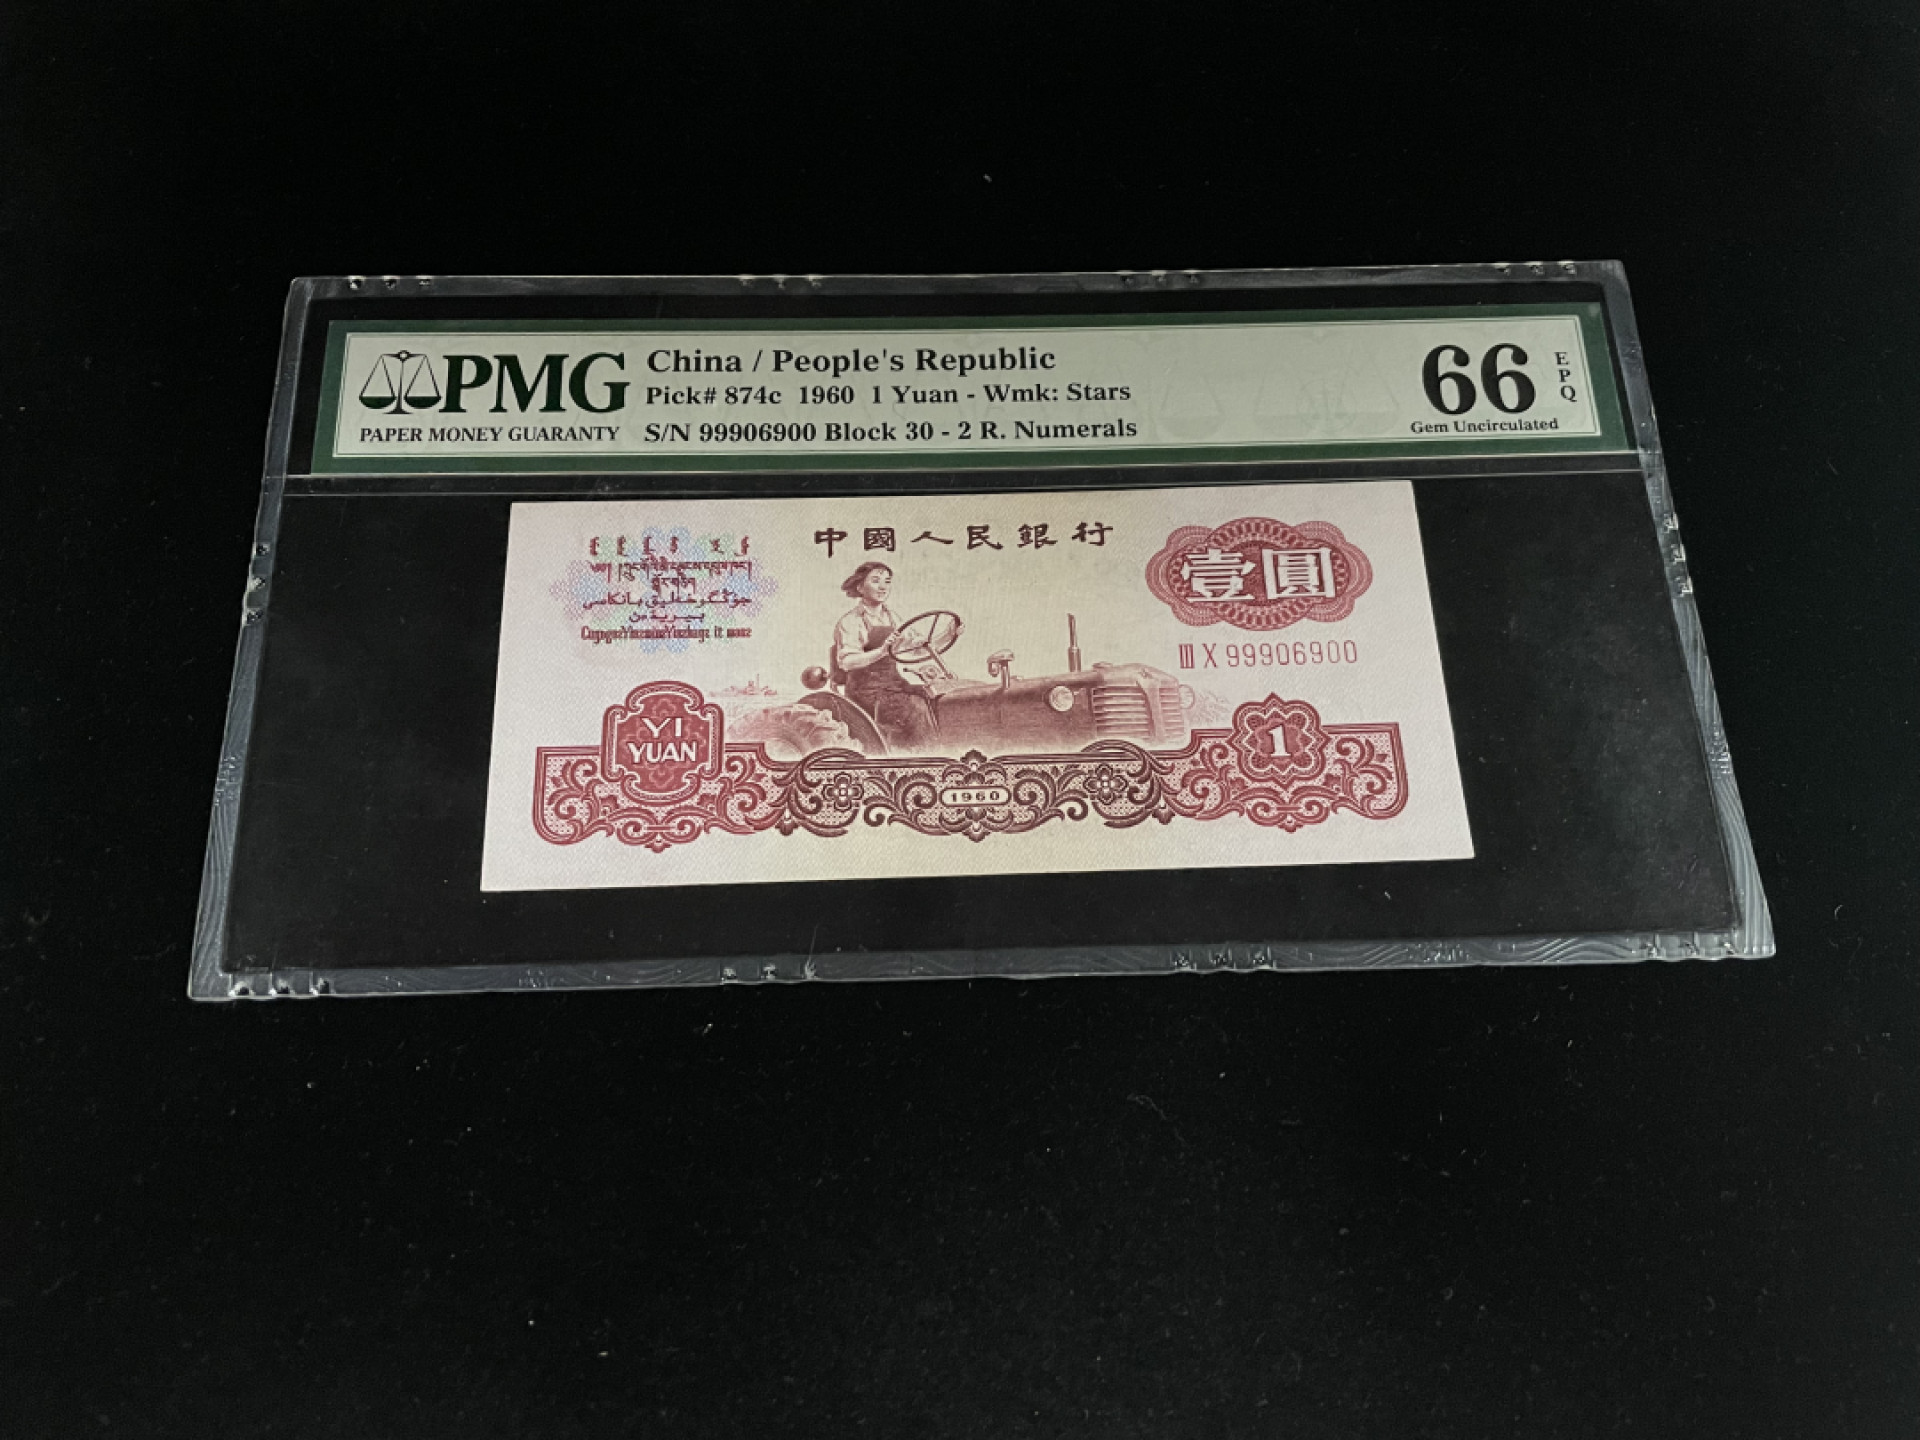 PMG
PAPER MONEY GUARANTY
China / People's Republic
Pick# 874c 1960 1 Yuan - Wmk: Stars
S/N 99906900 Block 30 - 2 R. Numerals
66 EPQ
Gem Uncirculated
中國人民銀行
壹圓
III X 99906900
YI
YUAN
1960
1